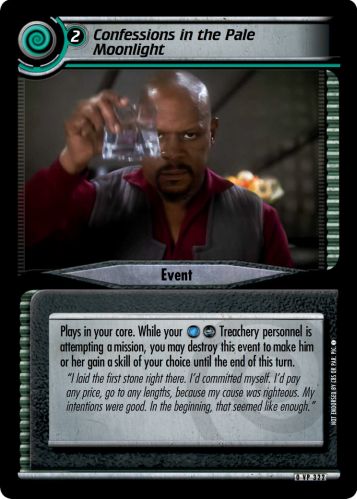 2
Confessions in the Pale
Moonlight
Event
Plays in your core. While your Treachery personnel is
attempting a mission, you may destroy this event to make him
or her gain a skill of your choice until the end of this turn.
"I laid the first stone right there. I'd committed myself. I'd pay
any price, go to any lengths, because my cause was righteous. My
intentions were good. In the beginning, that seemed like enough."
NOT ENDORSED BY CBS OR PAR. PIC.
0 VP 327